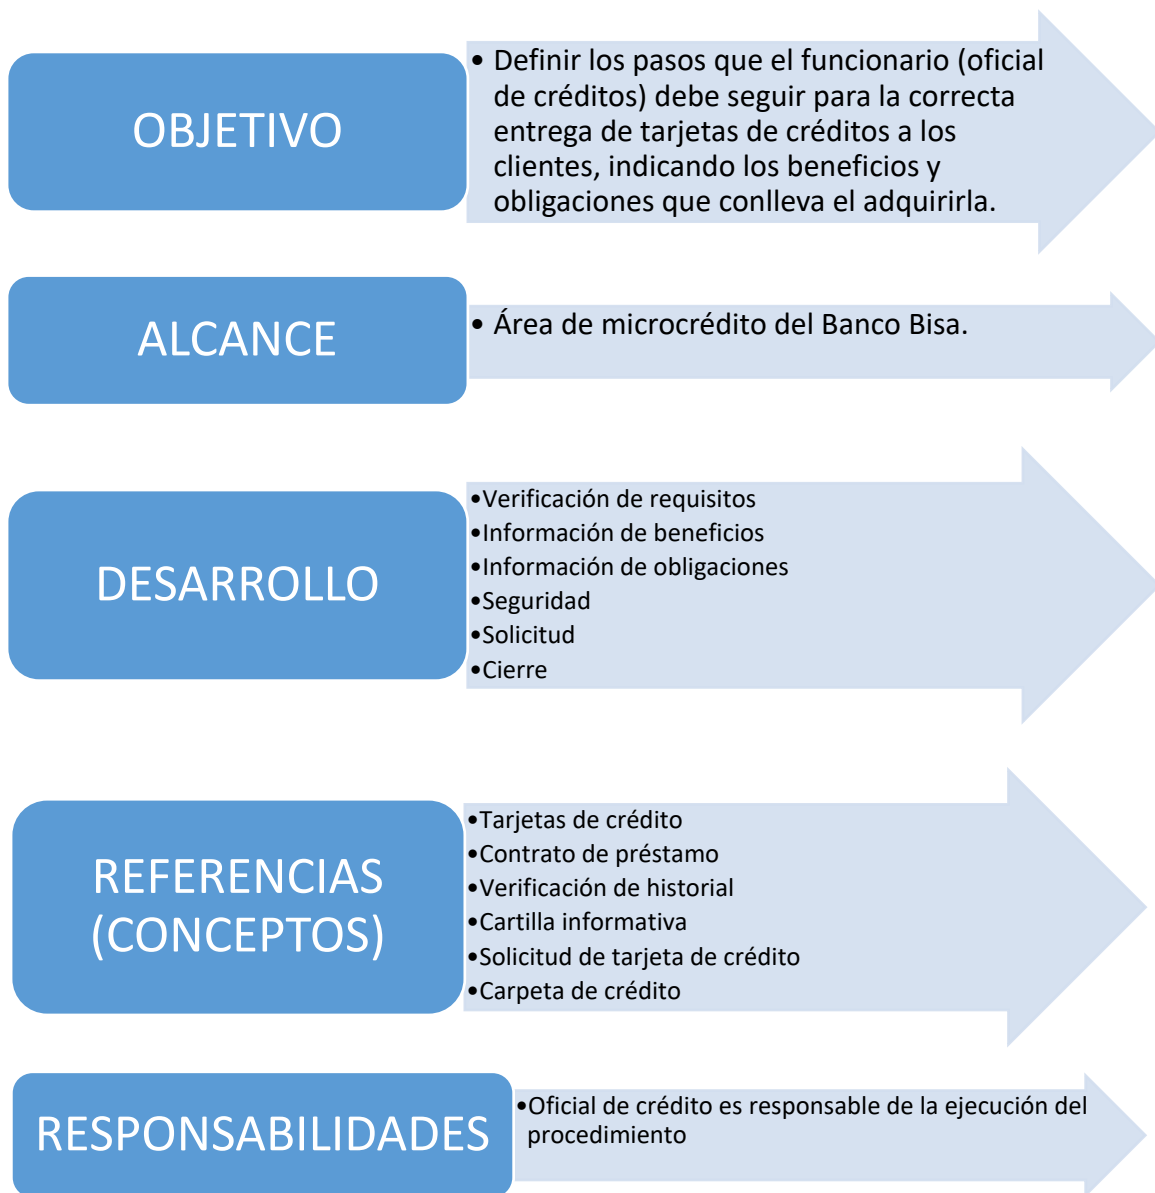 OBJETIVO
• Definir los pasos que el funcionario (oficial
de créditos) debe seguir para la correcta
entrega de tarjetas de créditos a los
clientes, indicando los beneficios y
obligaciones que conlleva el adquirirla.
ALCANCE
• Área de microcrédito del Banco Bisa.
DESARROLLO
•Verificación de requisitos
•Información de beneficios
•Información de obligaciones
•Seguridad
•Solicitud
•Cierre
REFERENCIAS
(CONCEPTOS)
•Tarjetas de crédito
•Contrato de préstamo
•Verificación de historial
•Cartilla informativa
•Solicitud de tarjeta de crédito
•Carpeta de crédito
RESPONSABILIDADES
•Oficial de crédito es responsable de la ejecución del
procedimiento